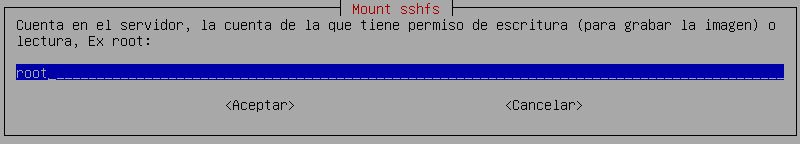 Mount sshfs
Cuenta en el servidor, la cuenta de la que tiene permiso de escritura (para grabar la imagen) o
lectura, Ex root:
root
<Aceptar> <Cancelar>